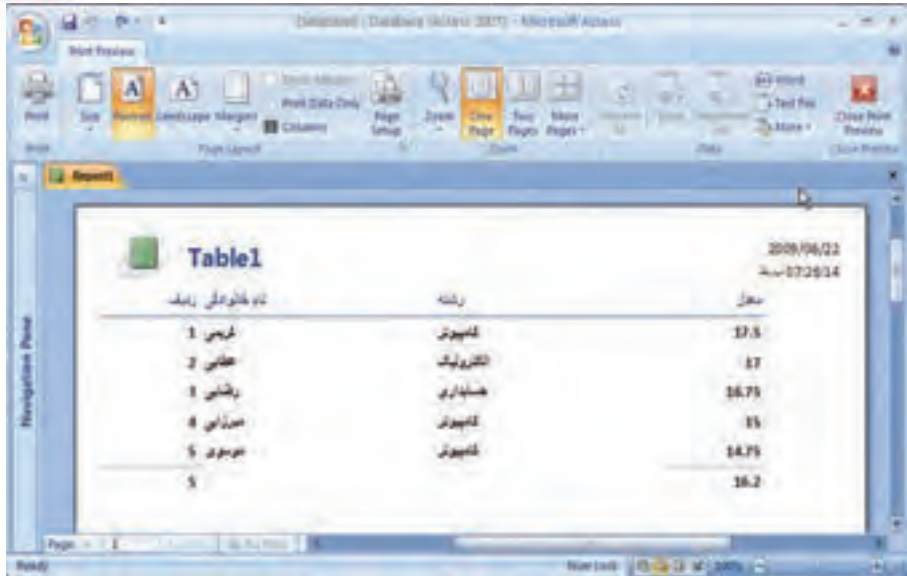 Database1 : Database (Access 2007) - Microsoft Access
Print Preview
Print Size Portrait Landscape Margins Print Data Only Columns Page Setup Zoom One Page Two Pages More Pages Word Text File More Close Print Preview
Print Page Layout Zoom Data Close Preview
Report1
Navigation Pane
Table1
2009/06/22
07:26:14
ردیف نام خانوادگی رشته معدل
1 کریمی کامپیوتر 17.5
2 عطایی الکترونیک 17
3 رضایی حسابداری 16.75
4 میرزایی کامپیوتر 15
5 موسوی کامپیوتر 14.75
5 16.2
Page: 1 No Filter
Ready Num Lock 100%